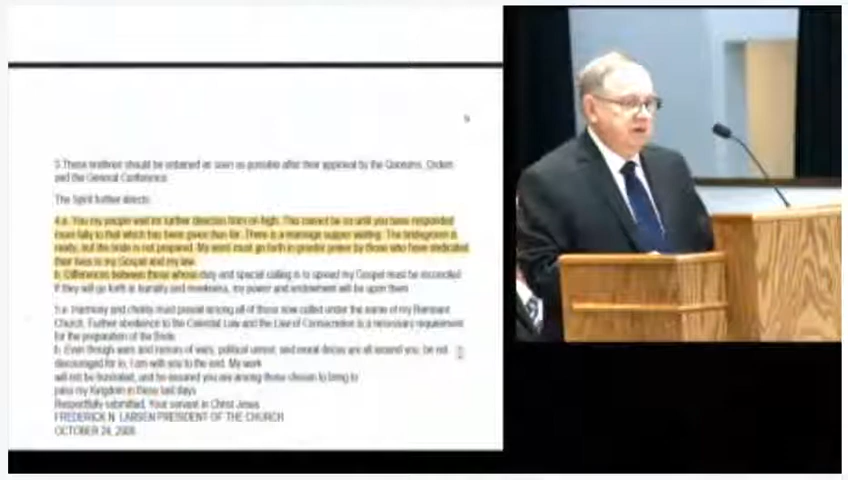 3.These brethren should be ordained as soon as possible after their approval by the Quorums, Orders
and the General Conference.
The Spirit further directs:
4.a. You my people wait for further direction from on high. This cannot be so until you have responded
more fully to that which has been given thus far. There is a marriage supper waiting. The bridegroom is
ready, but the bride is not prepared. My word must go forth in greater power by those who have dedicated
their lives to my Gospel and my law.
b. Differences between those whose duty and special calling is to spread my Gospel must be reconciled.
If they will go forth in humility and meekness, my power and endowment will be upon them.
5.a. Harmony and charity must prevail among all of those now called under the name of my Remnant
Church. Further obedience to the Celestial Law and the Law of Consecration is a necessary requirement
for the preparation of the Bride.
b. Even though wars and rumors of wars, political unrest, and moral decay are all around you, be not
discouraged for lo, I am with you to the end. My work
will not be frustrated, and be assured you are among those chosen to bring to
pass my Kingdom in these last days.
Respectfully submitted, Your servant in Christ Jesus,
FREDERICK N. LARSEN PRESIDENT OF THE CHURCH
OCTOBER 24,